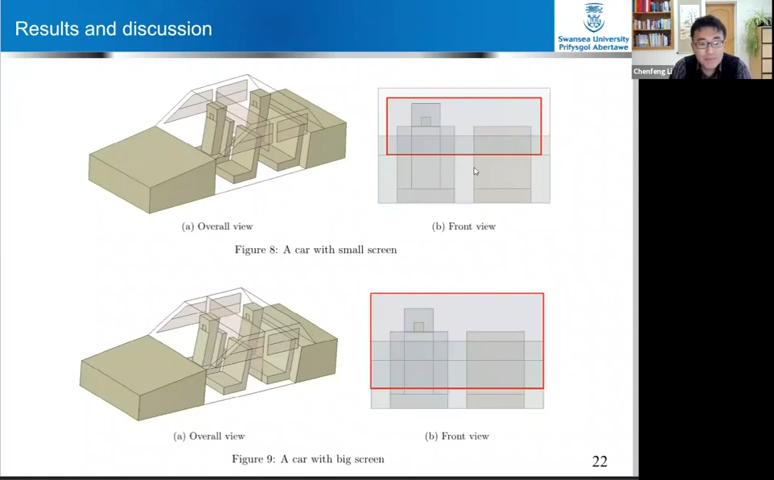 Results and discussion
Swansea University
Prifysgol Abertawe
Chenfeng Li
(a) Overall view
(b) Front view
Figure 8: A car with small screen
(a) Overall view
(b) Front view
Figure 9: A car with big screen
22